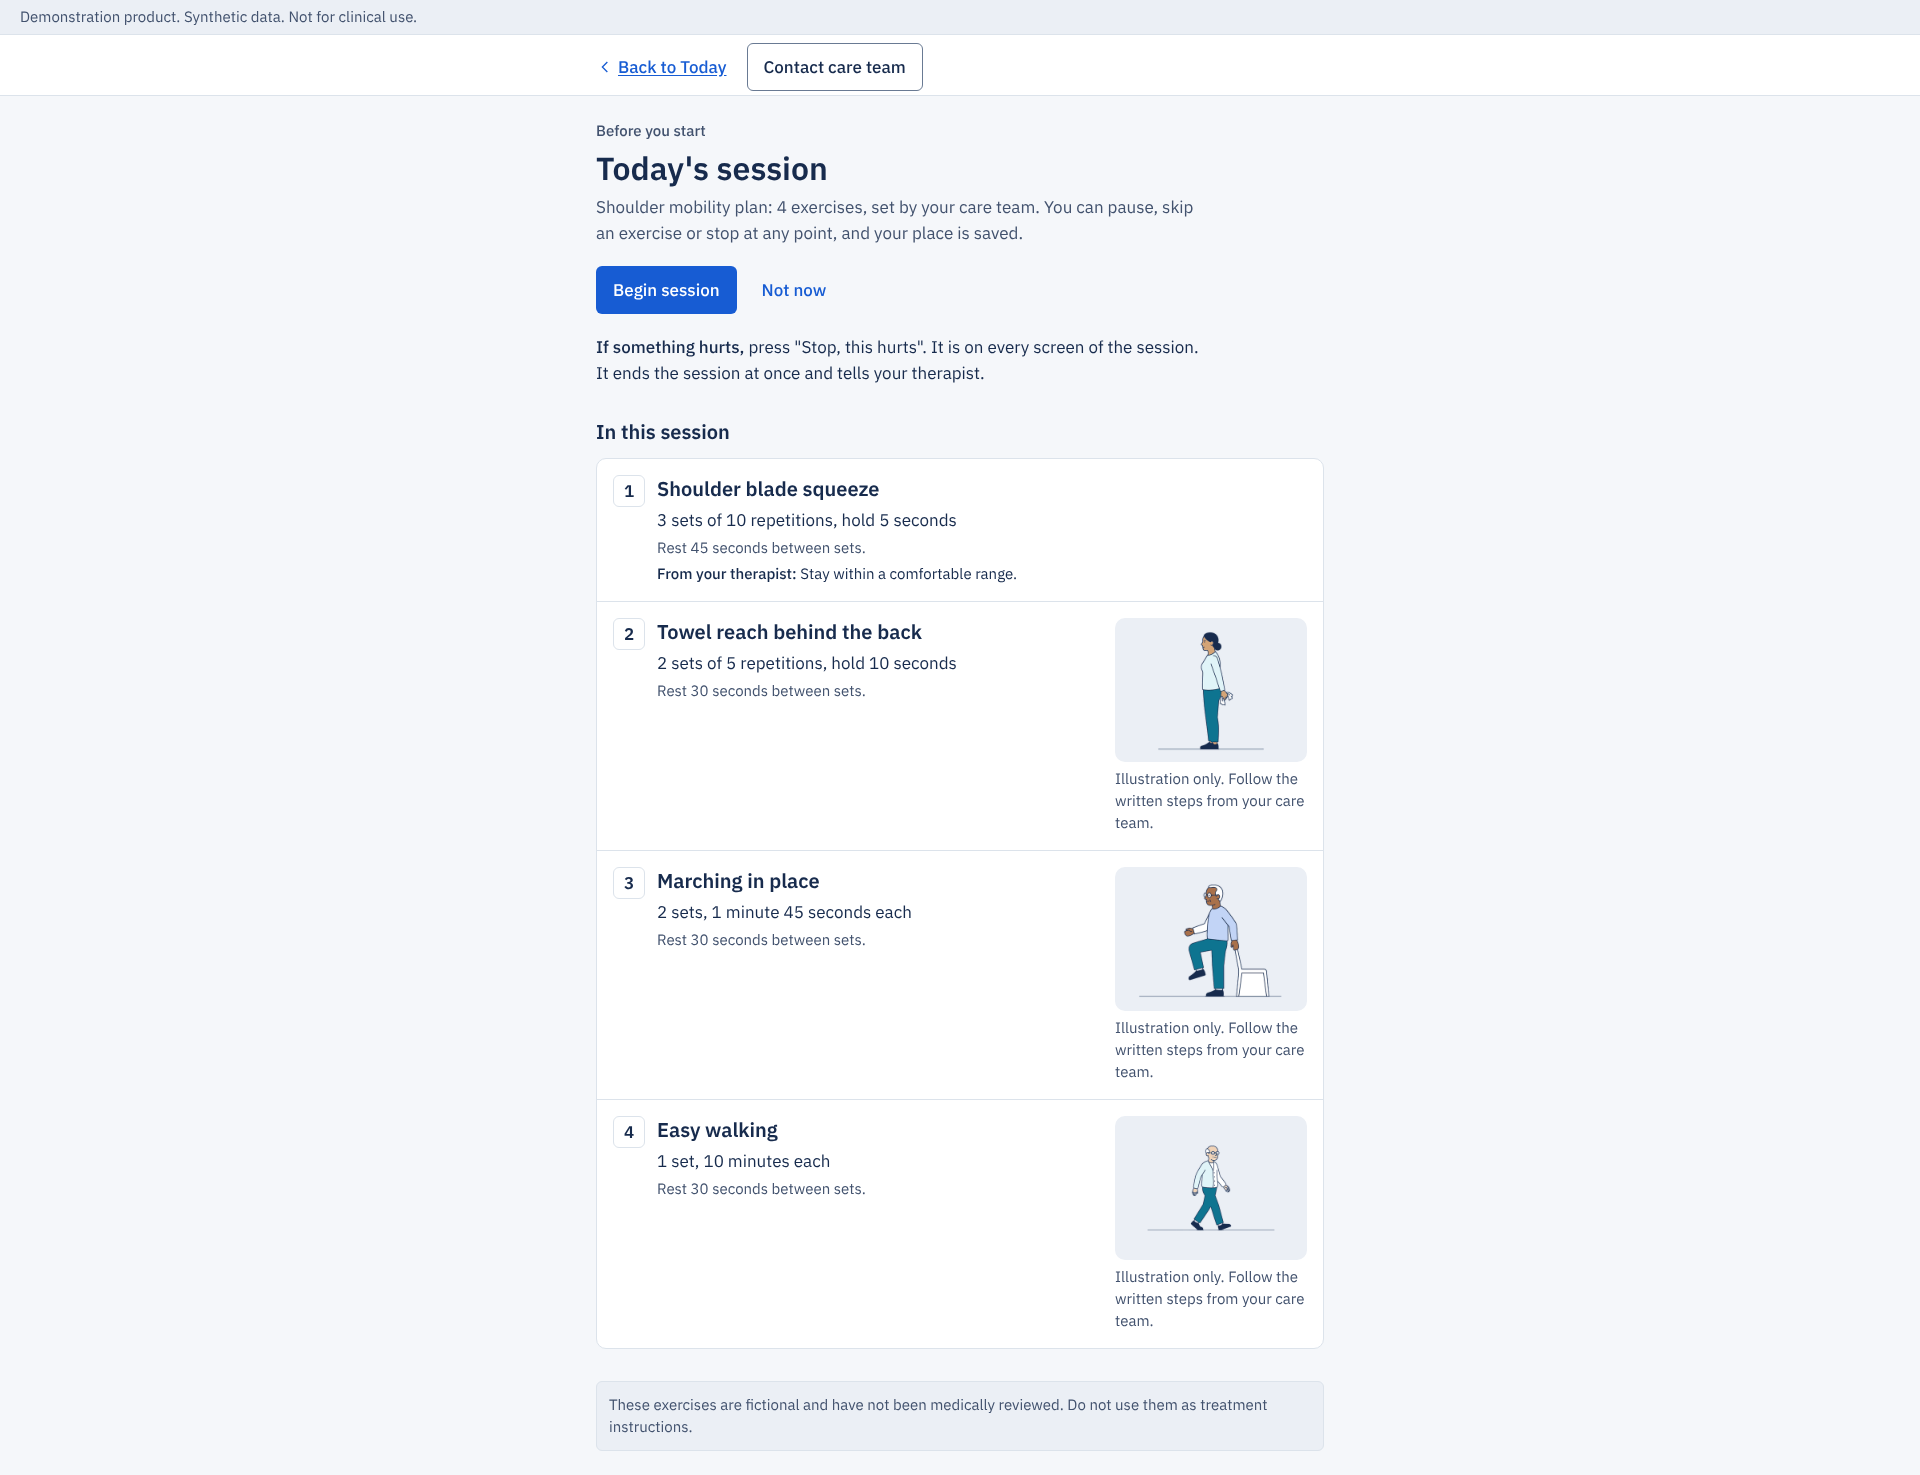 Demonstration product. Synthetic data. Not for clinical use.
Back to Today
Contact care team
Before you start
Today's session
Shoulder mobility plan: 4 exercises, set by your care team. You can pause, skip
an exercise or stop at any point, and your place is saved.
Begin session
Not now
If something hurts, press "Stop, this hurts". It is on every screen of the session.
It ends the session at once and tells your therapist.
In this session
1
Shoulder blade squeeze
3 sets of 10 repetitions, hold 5 seconds
Rest 45 seconds between sets.
From your therapist: Stay within a comfortable range.
2
Towel reach behind the back
2 sets of 5 repetitions, hold 10 seconds
Rest 30 seconds between sets.
Illustration only. Follow the
written steps from your care
team.
3
Marching in place
2 sets, 1 minute 45 seconds each
Rest 30 seconds between sets.
Illustration only. Follow the
written steps from your care
team.
4
Easy walking
1 set, 10 minutes each
Rest 30 seconds between sets.
Illustration only. Follow the
written steps from your care
team.
These exercises are fictional and have not been medically reviewed. Do not use them as treatment
instructions.